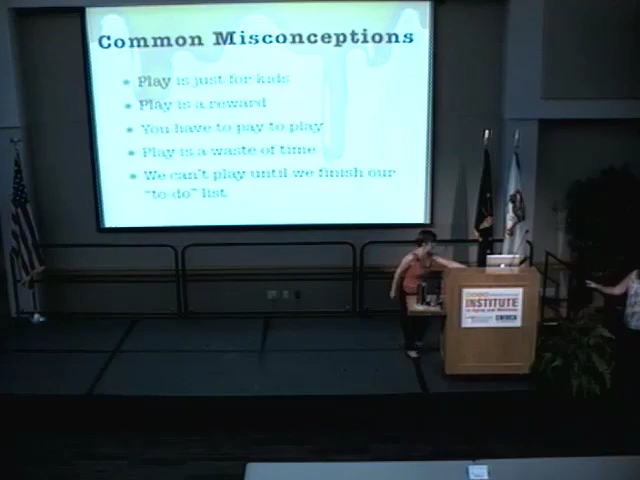 Common Misconceptions
• Play is just for kids
• Play is a reward
• You have to pay to play
• Play is a waste of time
• We can't play until we finish our
"to do" list
INSTITUTE